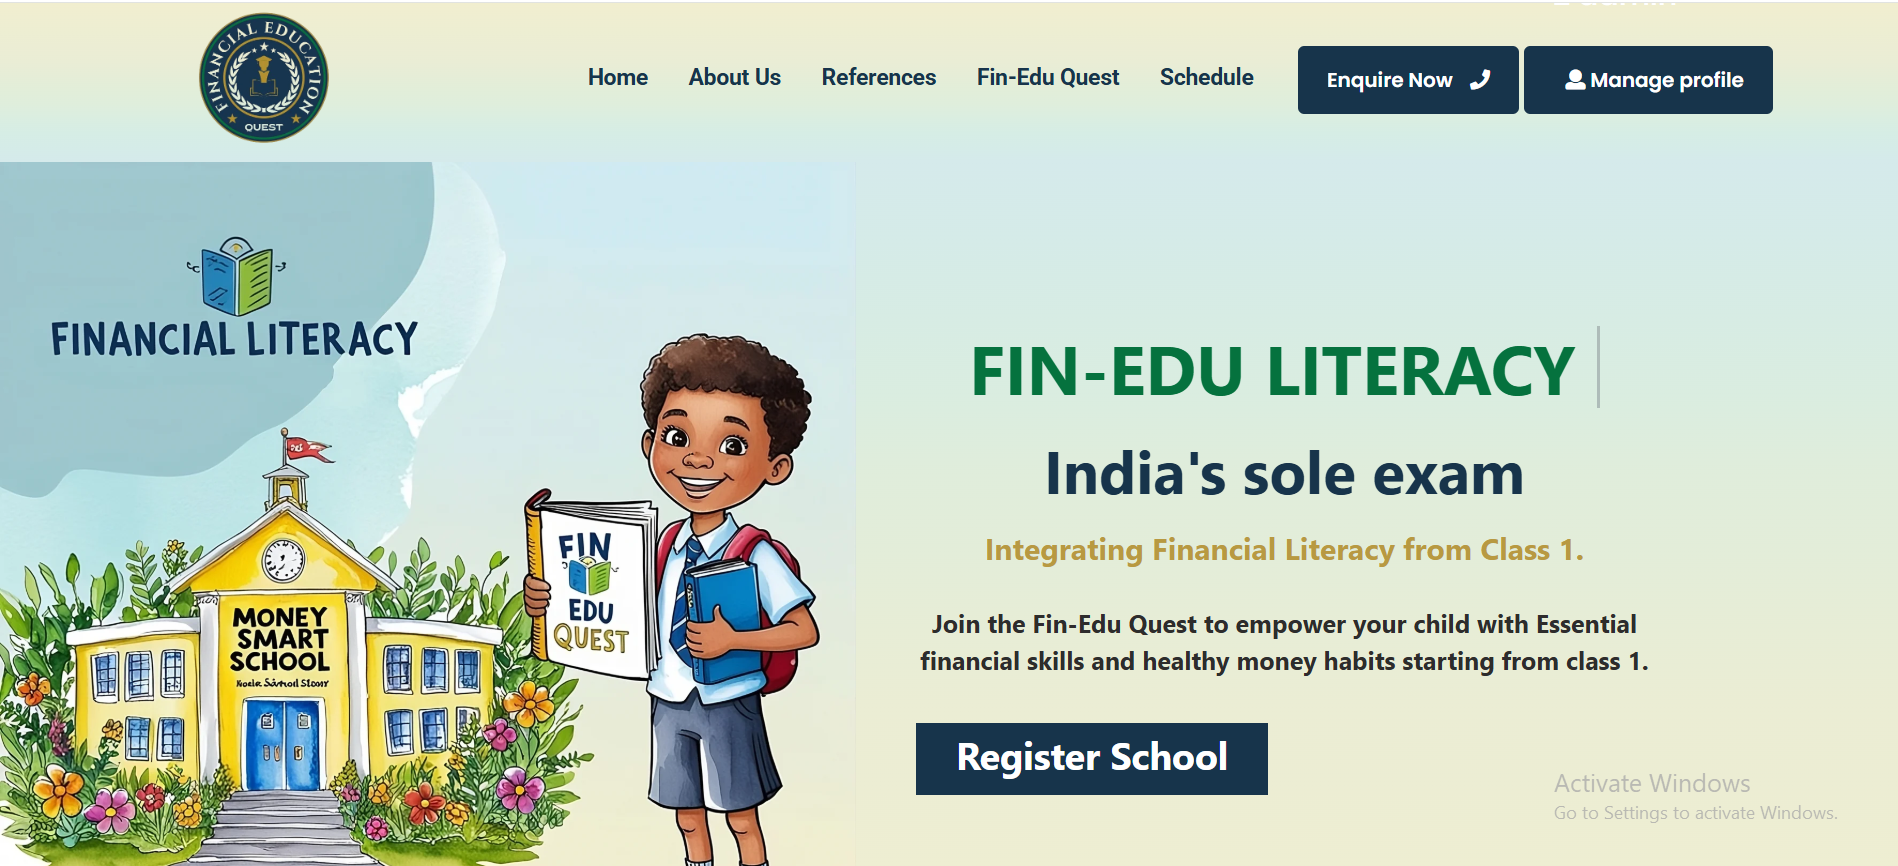 FINANCIAL EDUCATION
QUEST
Home
About Us
References
Fin-Edu Quest
Schedule
Enquire Now
Manage profile
FINANCIAL LITERACY
MONEY
SMART
SCHOOL
FIN
EDU
QUEST
FIN-EDU LITERACY
India's sole exam
Integrating Financial Literacy from Class 1.
Join the Fin-Edu Quest to empower your child with Essential
financial skills and healthy money habits starting from class 1.
Register School
Activate Windows
Go to Settings to activate Windows.